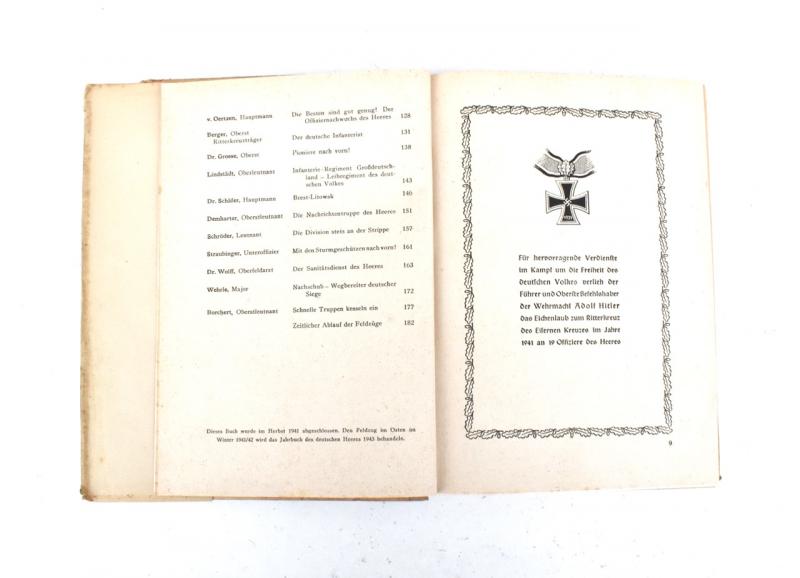 v. Oertzen, Hauptmann Die Besten sind gut genug! Der
Offiziernachwuchs des Heeres 128
Berger, Oberst
Ritterkreuzträger Der deutsche Infanterist 131
Dr. Grosse, Oberst Pioniere nach vorn! 138
Lindstädt, Oberleutnant Infanterie-Regiment Großdeutsch-
land – Leibregiment des deut-
schen Volkes 143
Dr. Schäfer, Hauptmann Brest-Litowsk 146
Demharter, Oberstleutnant Die Nachrichtentruppe des Heeres 151
Schröder, Leutnant Die Division stets an der Strippe 157
Straubinger, Unteroffizier Mit den Sturmgeschützen nach vorn! 161
Dr. Wolff, Oberfeldarzt Der Sanitätsdienst des Heeres 163
Wehrle, Major Nachschub – Wegbereiter deutscher
Siege 172
Borchert, Oberstleutnant Schnelle Truppen kesseln ein 177
Zeitlicher Ablauf der Feldzüge 182
Dieses Buch wurde im Herbst 1941 abgeschlossen. Den Feldzug im Osten im
Winter 1941/42 wird das Jahrbuch des deutschen Heeres 1943 behandeln.
Für hervorragende Verdienste
im Kampf um die Freiheit des
deutschen Volkes verlieh der
Führer und Oberste Befehlshaber
der Wehrmacht Adolf Hitler
das Eichenlaub zum Ritterkreuz
des Eisernen Kreuzes im Jahre
1941 an 19 Offiziere des Heeres
9